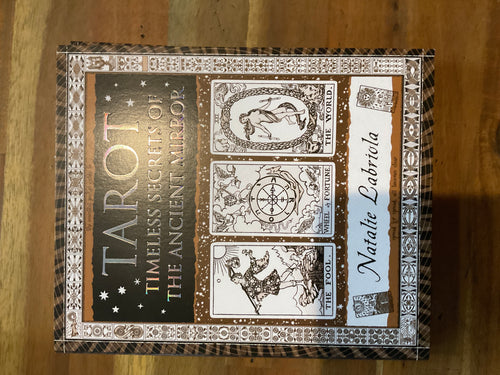 TAROT
TIMELESS SECRETS OF
THE ANCIENT MIRROR
THE FOOL.
WHEEL of FORTUNE.
THE WORLD.
Natalie Labriola